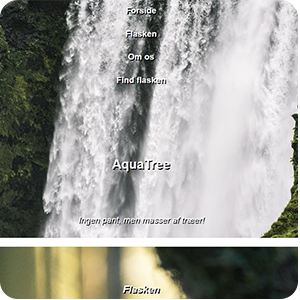 Forside
Flasken
Om os
Find flasken
AquaTree
Ingen pant, men masser af træer!
Flasken